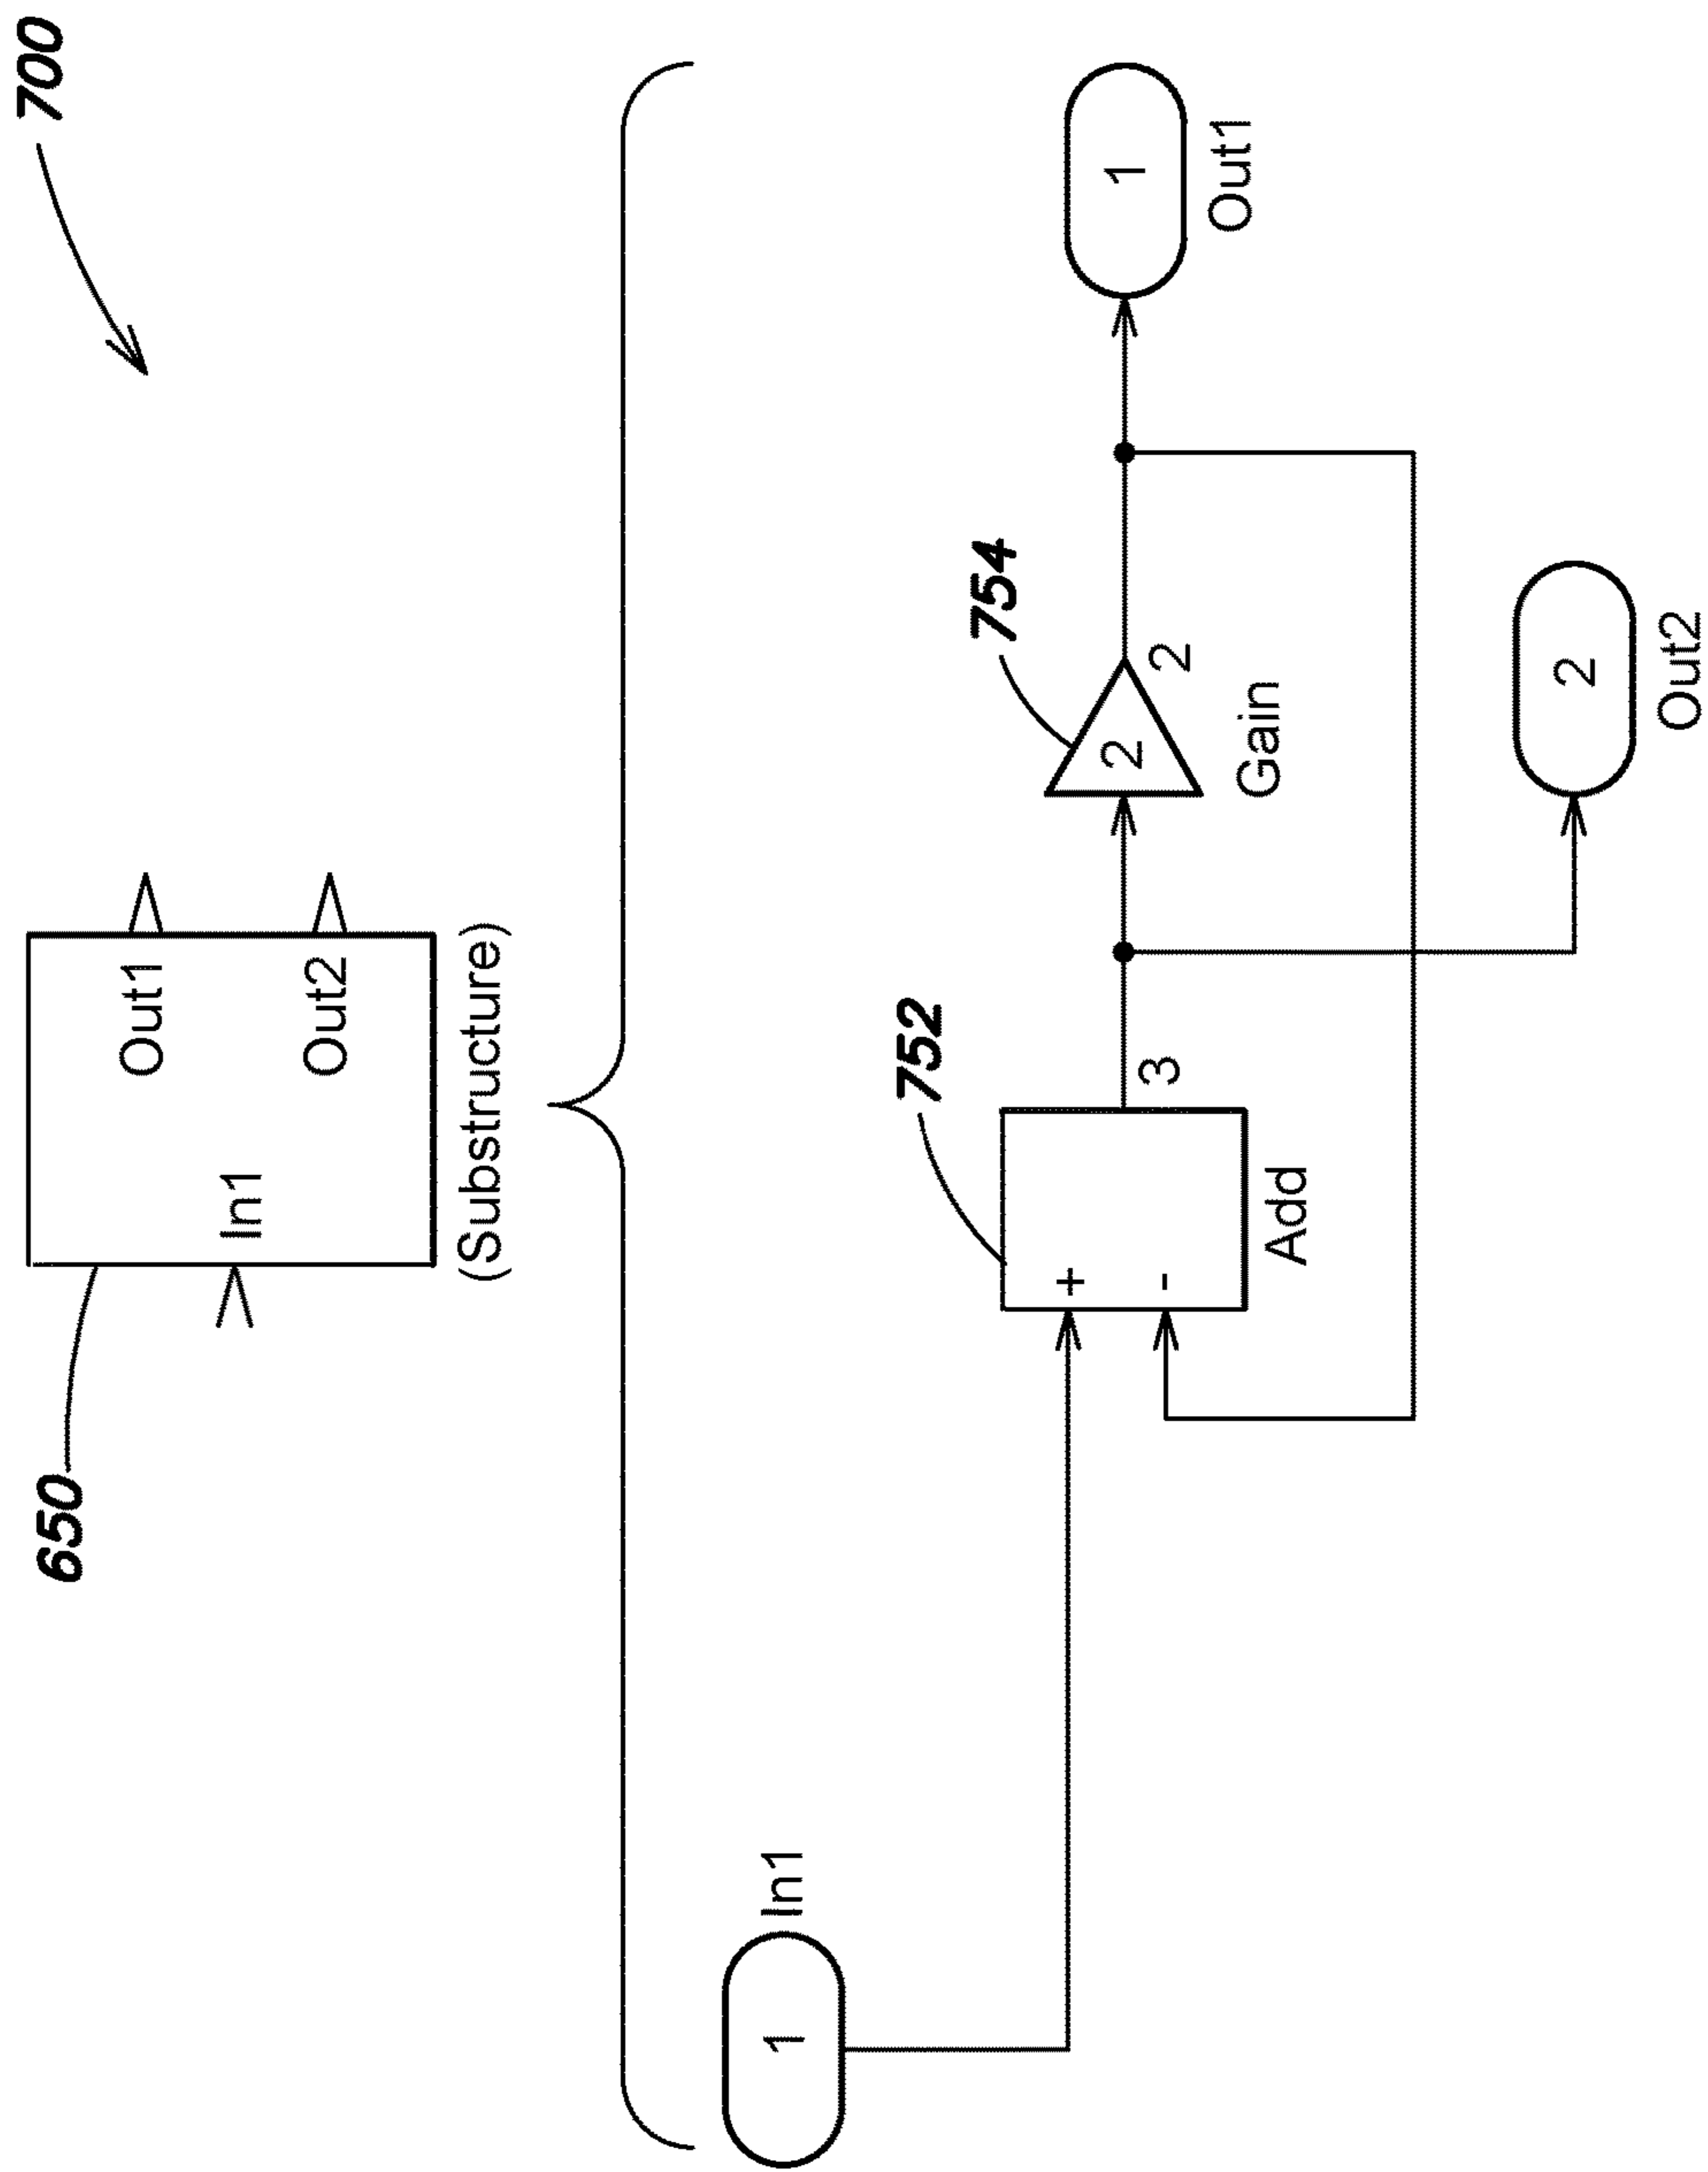 700
650
In1
Out1
Out2
(Substructure)
1
In1
752
+
-
3
Add
754
2
2
Gain
1
Out1
2
Out2